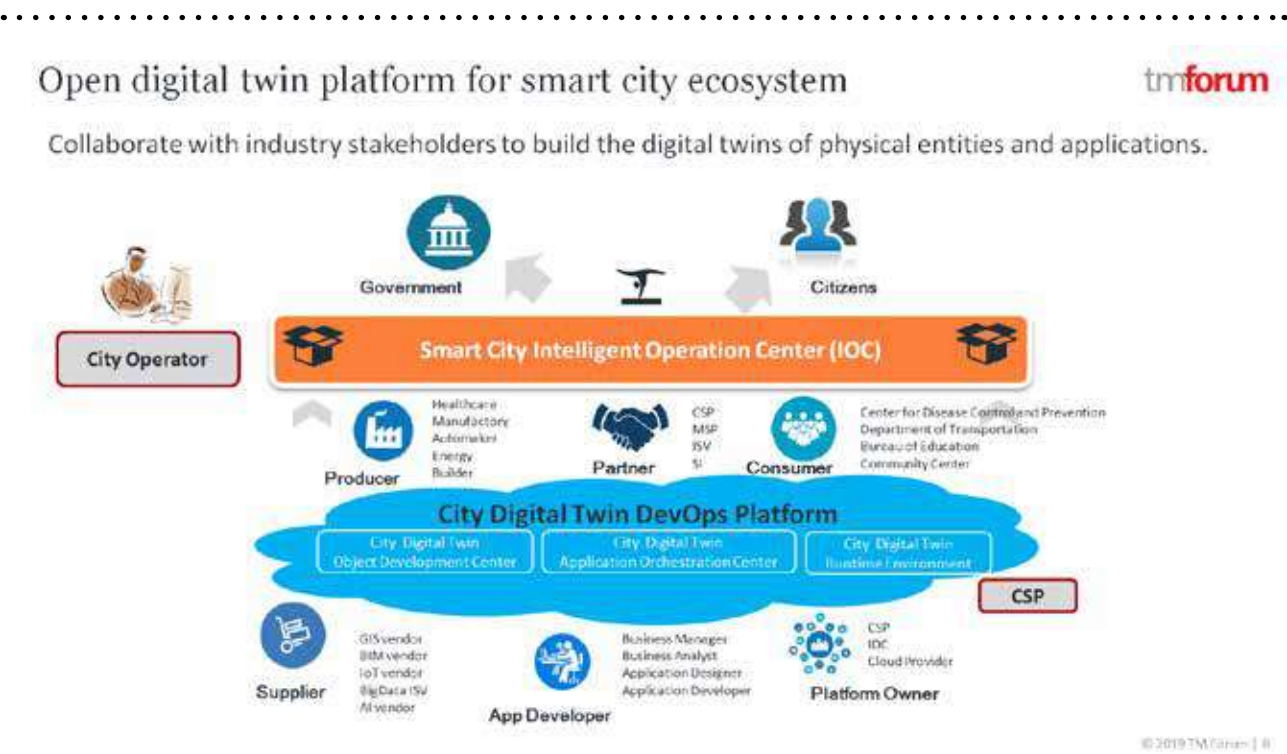 Open digital twin platform for smart city ecosystem
tmforum
Collaborate with industry stakeholders to build the digital twins of physical entities and applications.
Government
Citizens
City Operator
Smart City Intelligent Operation Center (IOC)
Producer
Healthcare
Manufactory
Automaker
Energy
Builder
Partner
CSP
MSP
ISV
SI
Consumer
Center for Disease Control and Prevention
Department of Transportation
Bureau of Education
Community Center
City Digital Twin DevOps Platform
City Digital Twin
Object Development Center
City Digital Twin
Application Orchestration Center
City Digital Twin
Runtime Environment
CSP
Supplier
GIS vendor
BIM vendor
IoT vendor
BigData ISV
AI vendor
App Developer
Business Manager
Business Analyst
Application Designer
Application Developer
Platform Owner
CSP
IDC
Cloud Provider
© 2019 TM Forum |